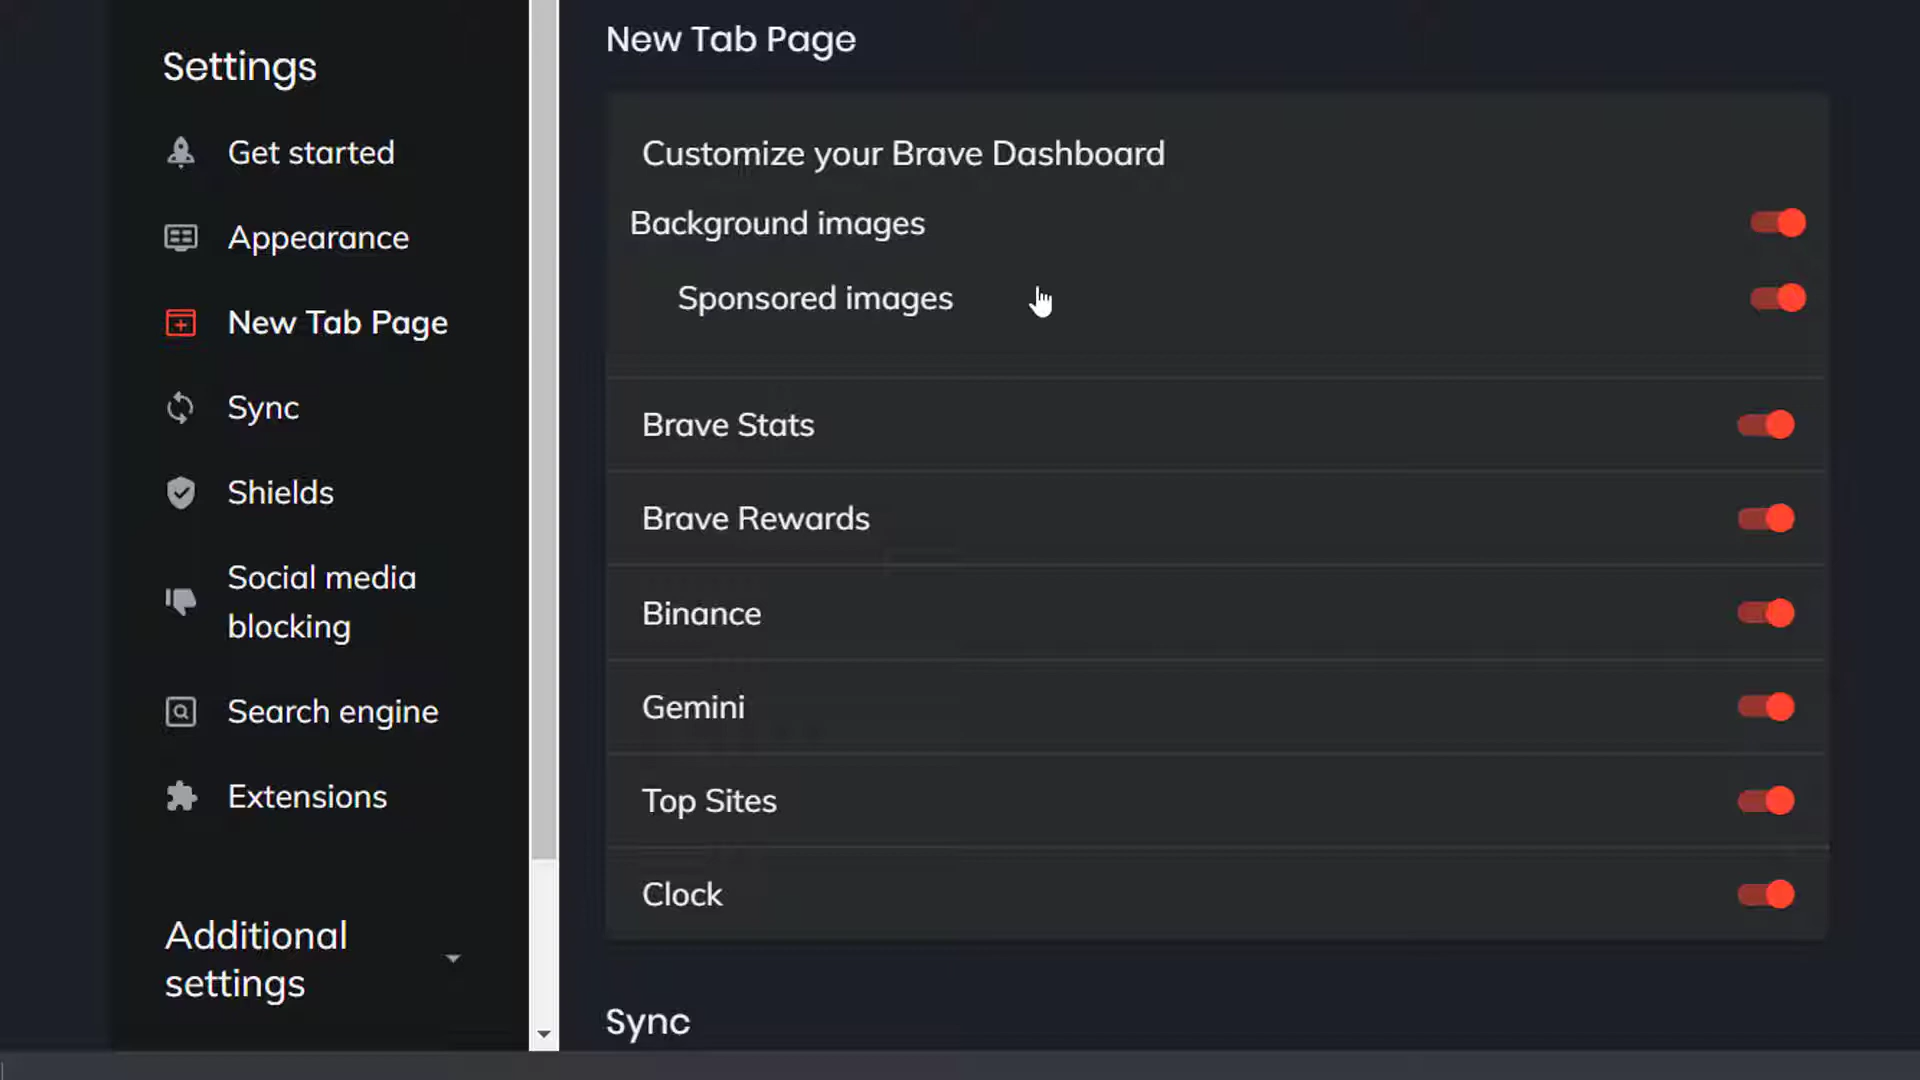 Settings
Get started
Appearance
New Tab Page
Sync
Shields
Social media
blocking
Search engine
Extensions
Additional
settings
New Tab Page
Customize your Brave Dashboard
Background images
Sponsored images
Brave Stats
Brave Rewards
Binance
Gemini
Top Sites
Clock
Sync